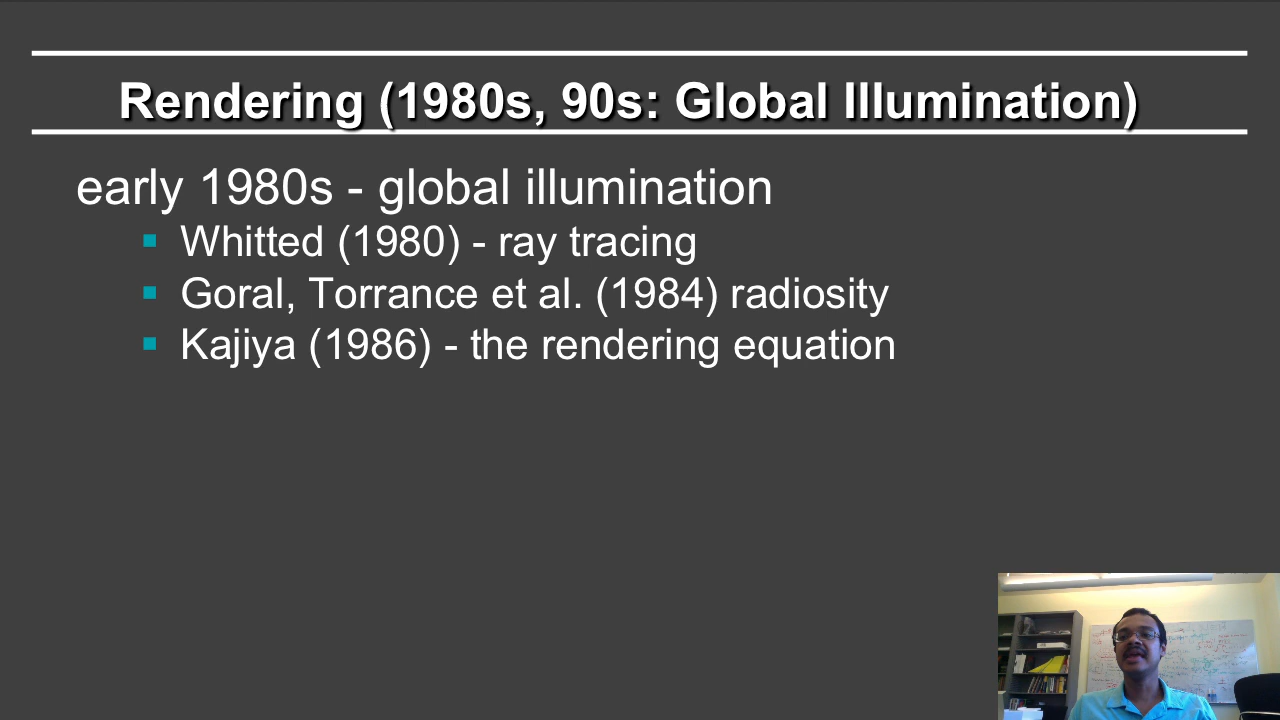 Rendering (1980s, 90s: Global Illumination)
early 1980s - global illumination
Whitted (1980) - ray tracing
Goral, Torrance et al. (1984) radiosity
Kajiya (1986) - the rendering equation